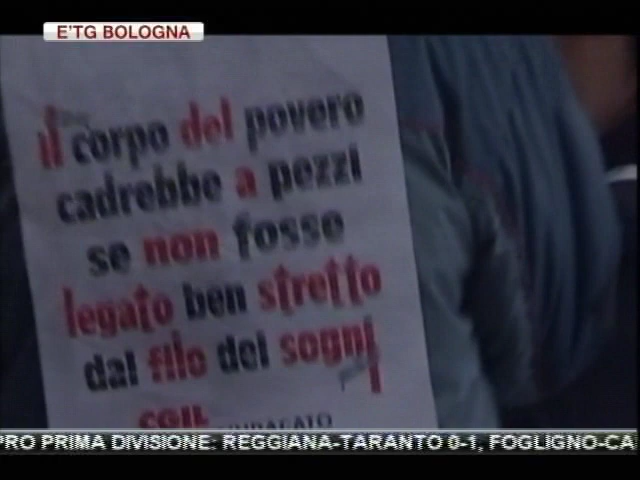 E'TG BOLOGNA
il corpo del povero
cadrebbe a pezzi
se non fosse
legato ben stretto
dal filo dei sogni
CGIL
SINDACATO
PRO PRIMA DIVISIONE: REGGIANA-TARANTO 0-1, FOGLIGNO-CA